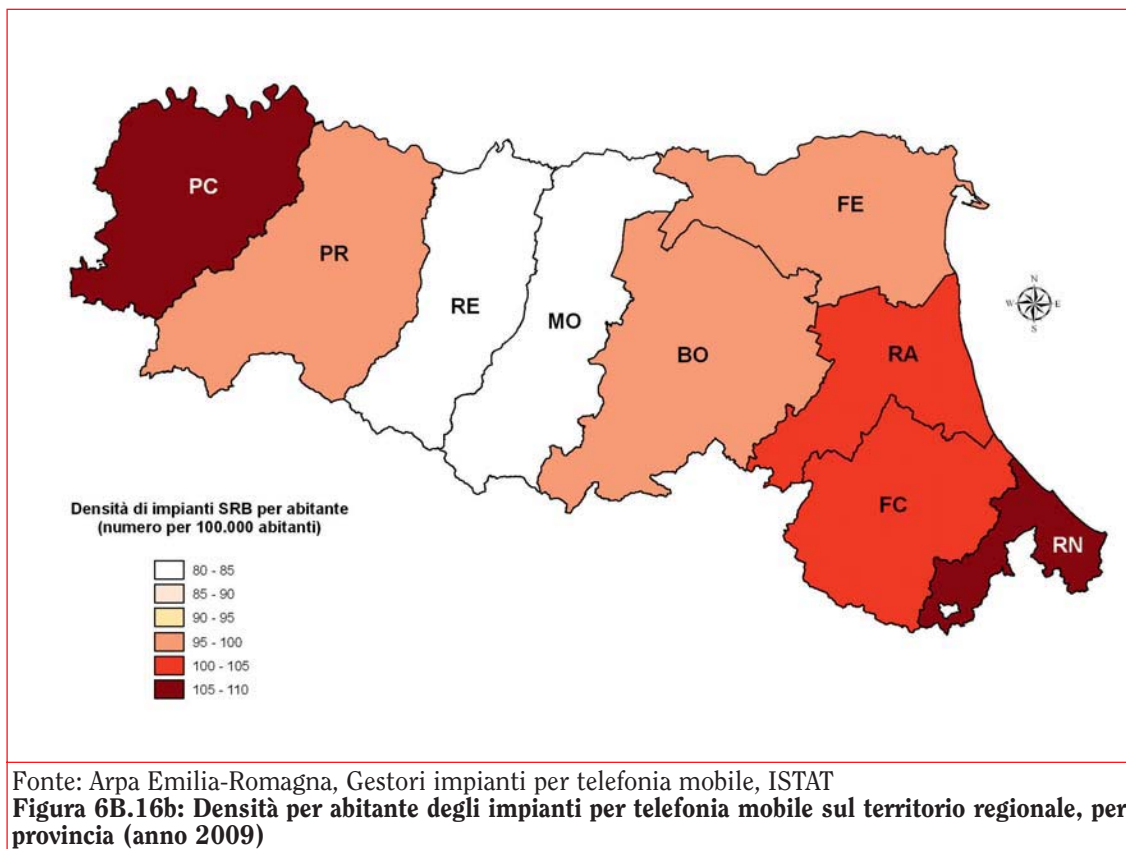 PC
PR
RE
MO
BO
FE
RA
FC
RN
N
W E
S
Densità di impianti SRB per abitante
(numero per 100.000 abitanti)
80 - 85
85 - 90
90 - 95
95 - 100
100 - 105
105 - 110
Fonte: Arpa Emilia-Romagna, Gestori impianti per telefonia mobile, ISTAT
Figura 6B.16b: Densità per abitante degli impianti per telefonia mobile sul territorio regionale, per
provincia (anno 2009)